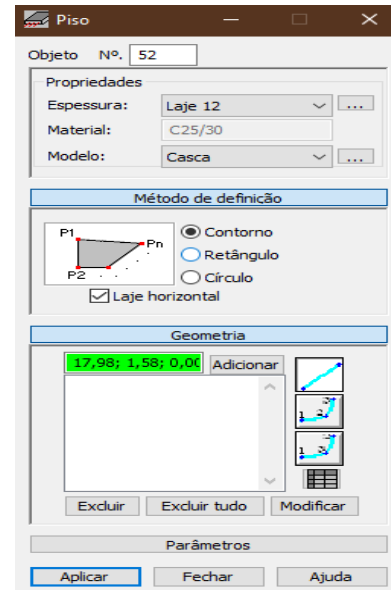 Piso
Objeto Nº. 52
Propriedades
Espessura: Laje 12 ...
Material: C25/30
Modelo: Casca ...
Método de definição
P1 Pn P2 . . .
Contorno
Retângulo
Círculo
Laje horizontal
Geometria
17,98; 1,58; 0,00 Adicionar
Excluir Excluir tudo Modificar
Parâmetros
Aplicar Fechar Ajuda